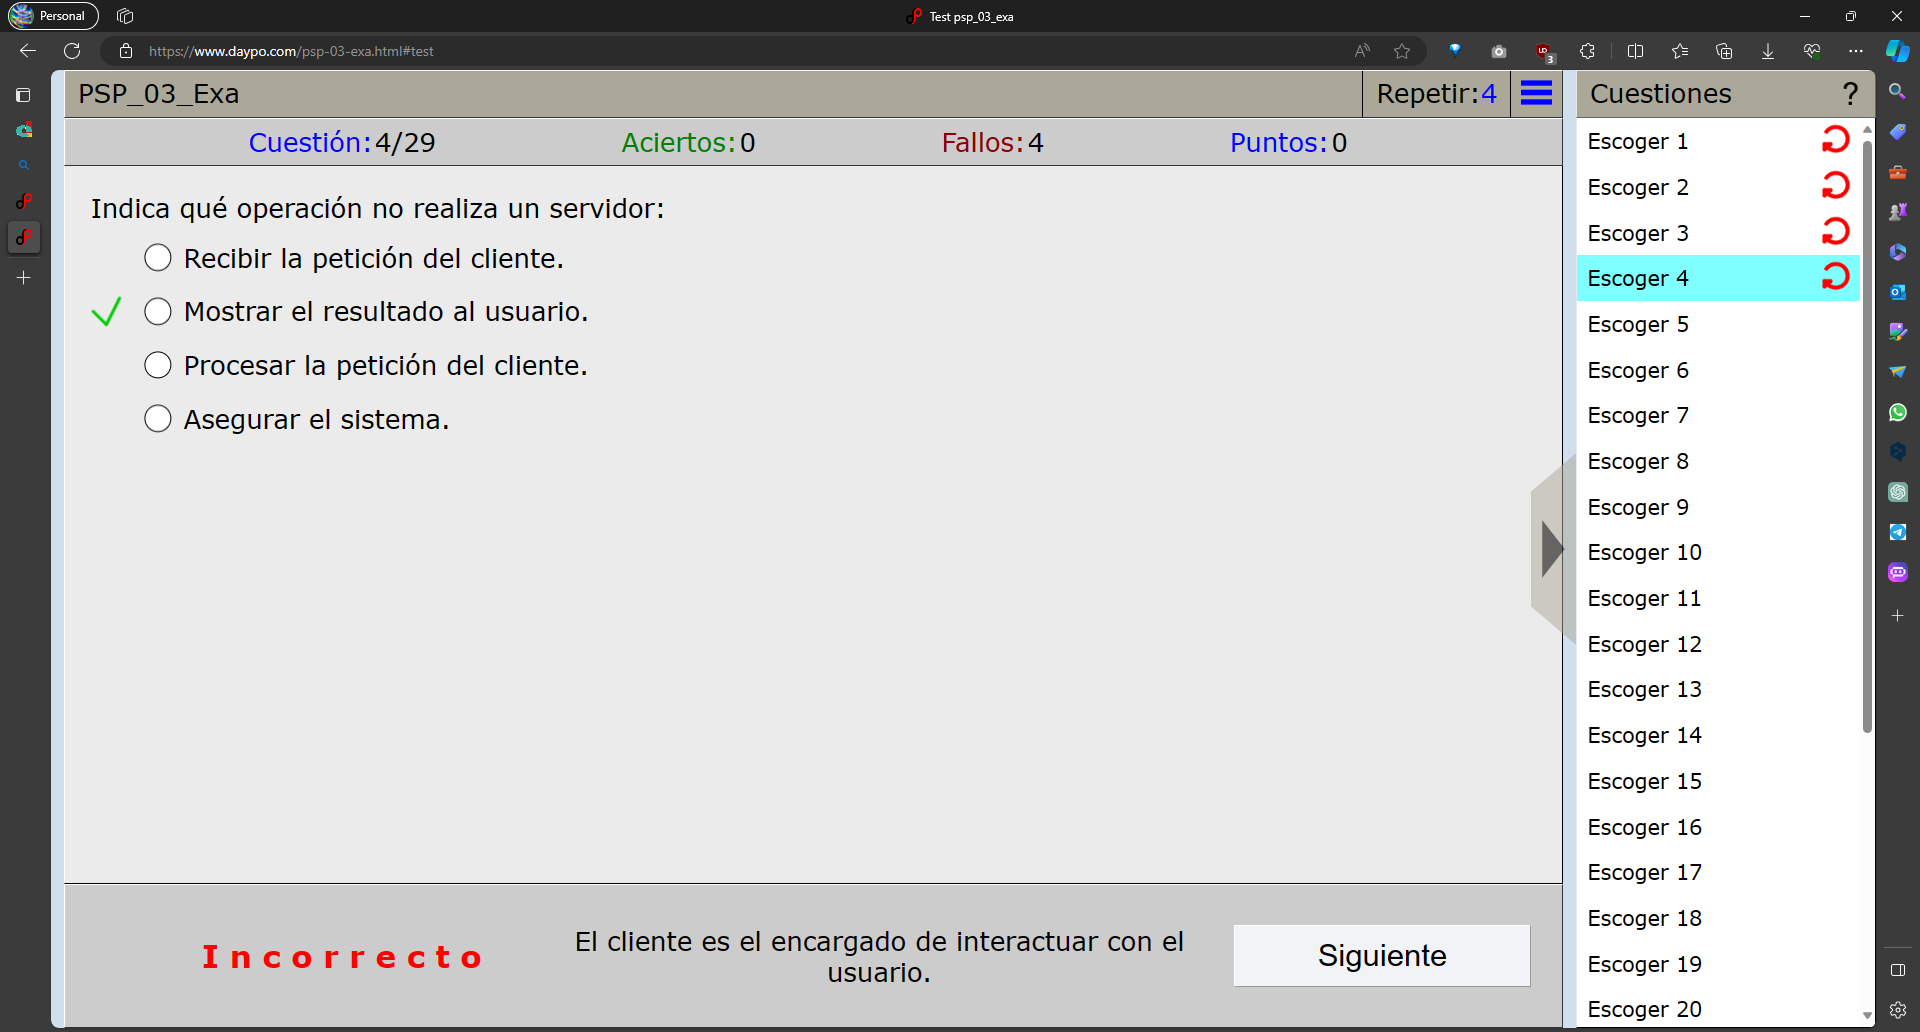 Personal
Test psp_03_exa
https://www.daypo.com/psp-03-exa.html#test
3
PSP_03_Exa
Repetir:4
Cuestión:4/29
Aciertos:0
Fallos:4
Puntos:0
Indica qué operación no realiza un servidor:
Recibir la petición del cliente.
Mostrar el resultado al usuario.
Procesar la petición del cliente.
Asegurar el sistema.
Incorrecto
El cliente es el encargado de interactuar con el
usuario.
Siguiente
Cuestiones ?
Escoger 1
Escoger 2
Escoger 3
Escoger 4
Escoger 5
Escoger 6
Escoger 7
Escoger 8
Escoger 9
Escoger 10
Escoger 11
Escoger 12
Escoger 13
Escoger 14
Escoger 15
Escoger 16
Escoger 17
Escoger 18
Escoger 19
Escoger 20